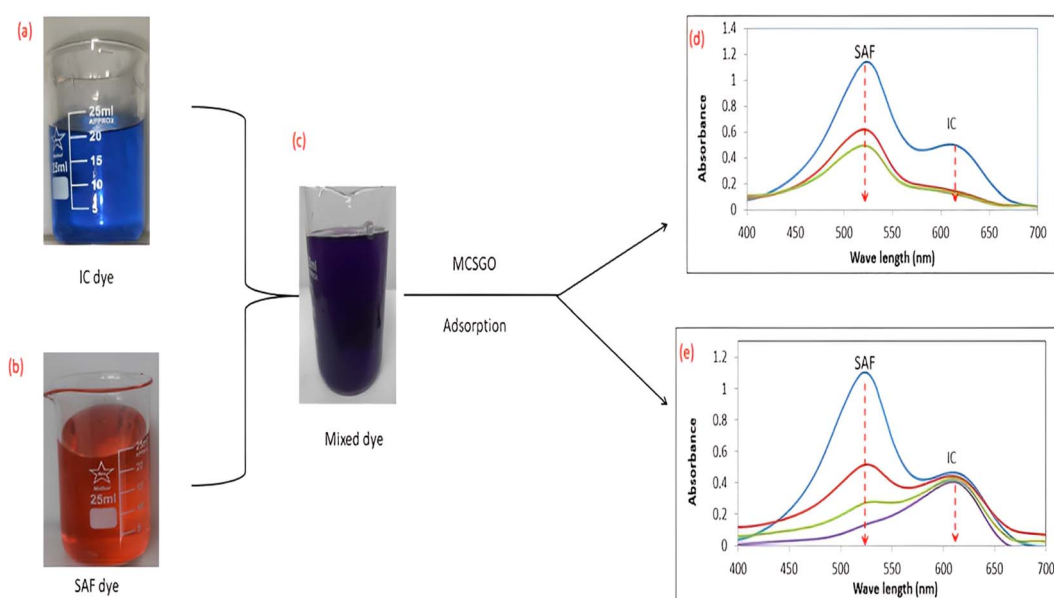 (a)
25ml
APPROX
20
25ml
15
10
5
IC dye
(b)
25ml
APPROX
20
25ml
SAF dye
(c)
Mixed dye
MCSGO
Adsorption
(d)
1.4
1.2
1
0.8
0.6
0.4
0.2
0
SAF
IC
Absorbance
400 450 500 550 600 650 700
Wave length (nm)
(e)
1.2
1
0.8
0.6
0.4
0.2
0
SAF
IC
Absorbance
400 450 500 550 600 650 700
Wave length (nm)